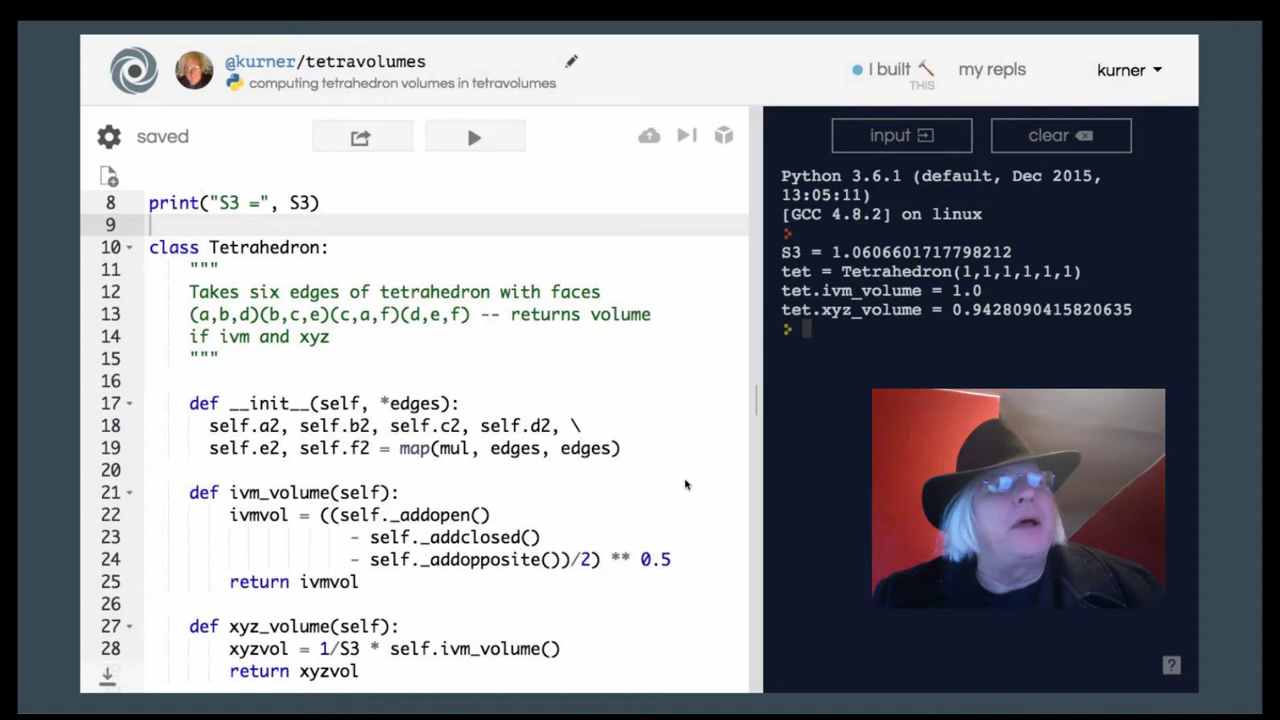 @kurner/tetravolumes
computing tetrahedron volumes in tetravolumes
I built
THIS
my repls
kurner
saved
8 print("S3 =", S3)
9
10 class Tetrahedron:
11 """
12 Takes six edges of tetrahedron with faces
13 (a,b,d)(b,c,e)(c,a,f)(d,e,f) -- returns volume
14 if ivm and xyz
15 """
16
17 def __init__(self, *edges):
18 self.a2, self.b2, self.c2, self.d2, \
19 self.e2, self.f2 = map(mul, edges, edges)
20
21 def ivm_volume(self):
22 ivmvol = ((self._addopen()
23 - self._addclosed()
24 - self._addopposite())/2) ** 0.5
25 return ivmvol
26
27 def xyz_volume(self):
28 xyzvol = 1/S3 * self.ivm_volume()
return xyzvol
input
clear
Python 3.6.1 (default, Dec 2015,
13:05:11)
[GCC 4.8.2] on linux
S3 = 1.0606601717798212
tet = Tetrahedron(1,1,1,1,1,1)
tet.ivm_volume = 1.0
tet.xyz_volume = 0.9428090415820635
?